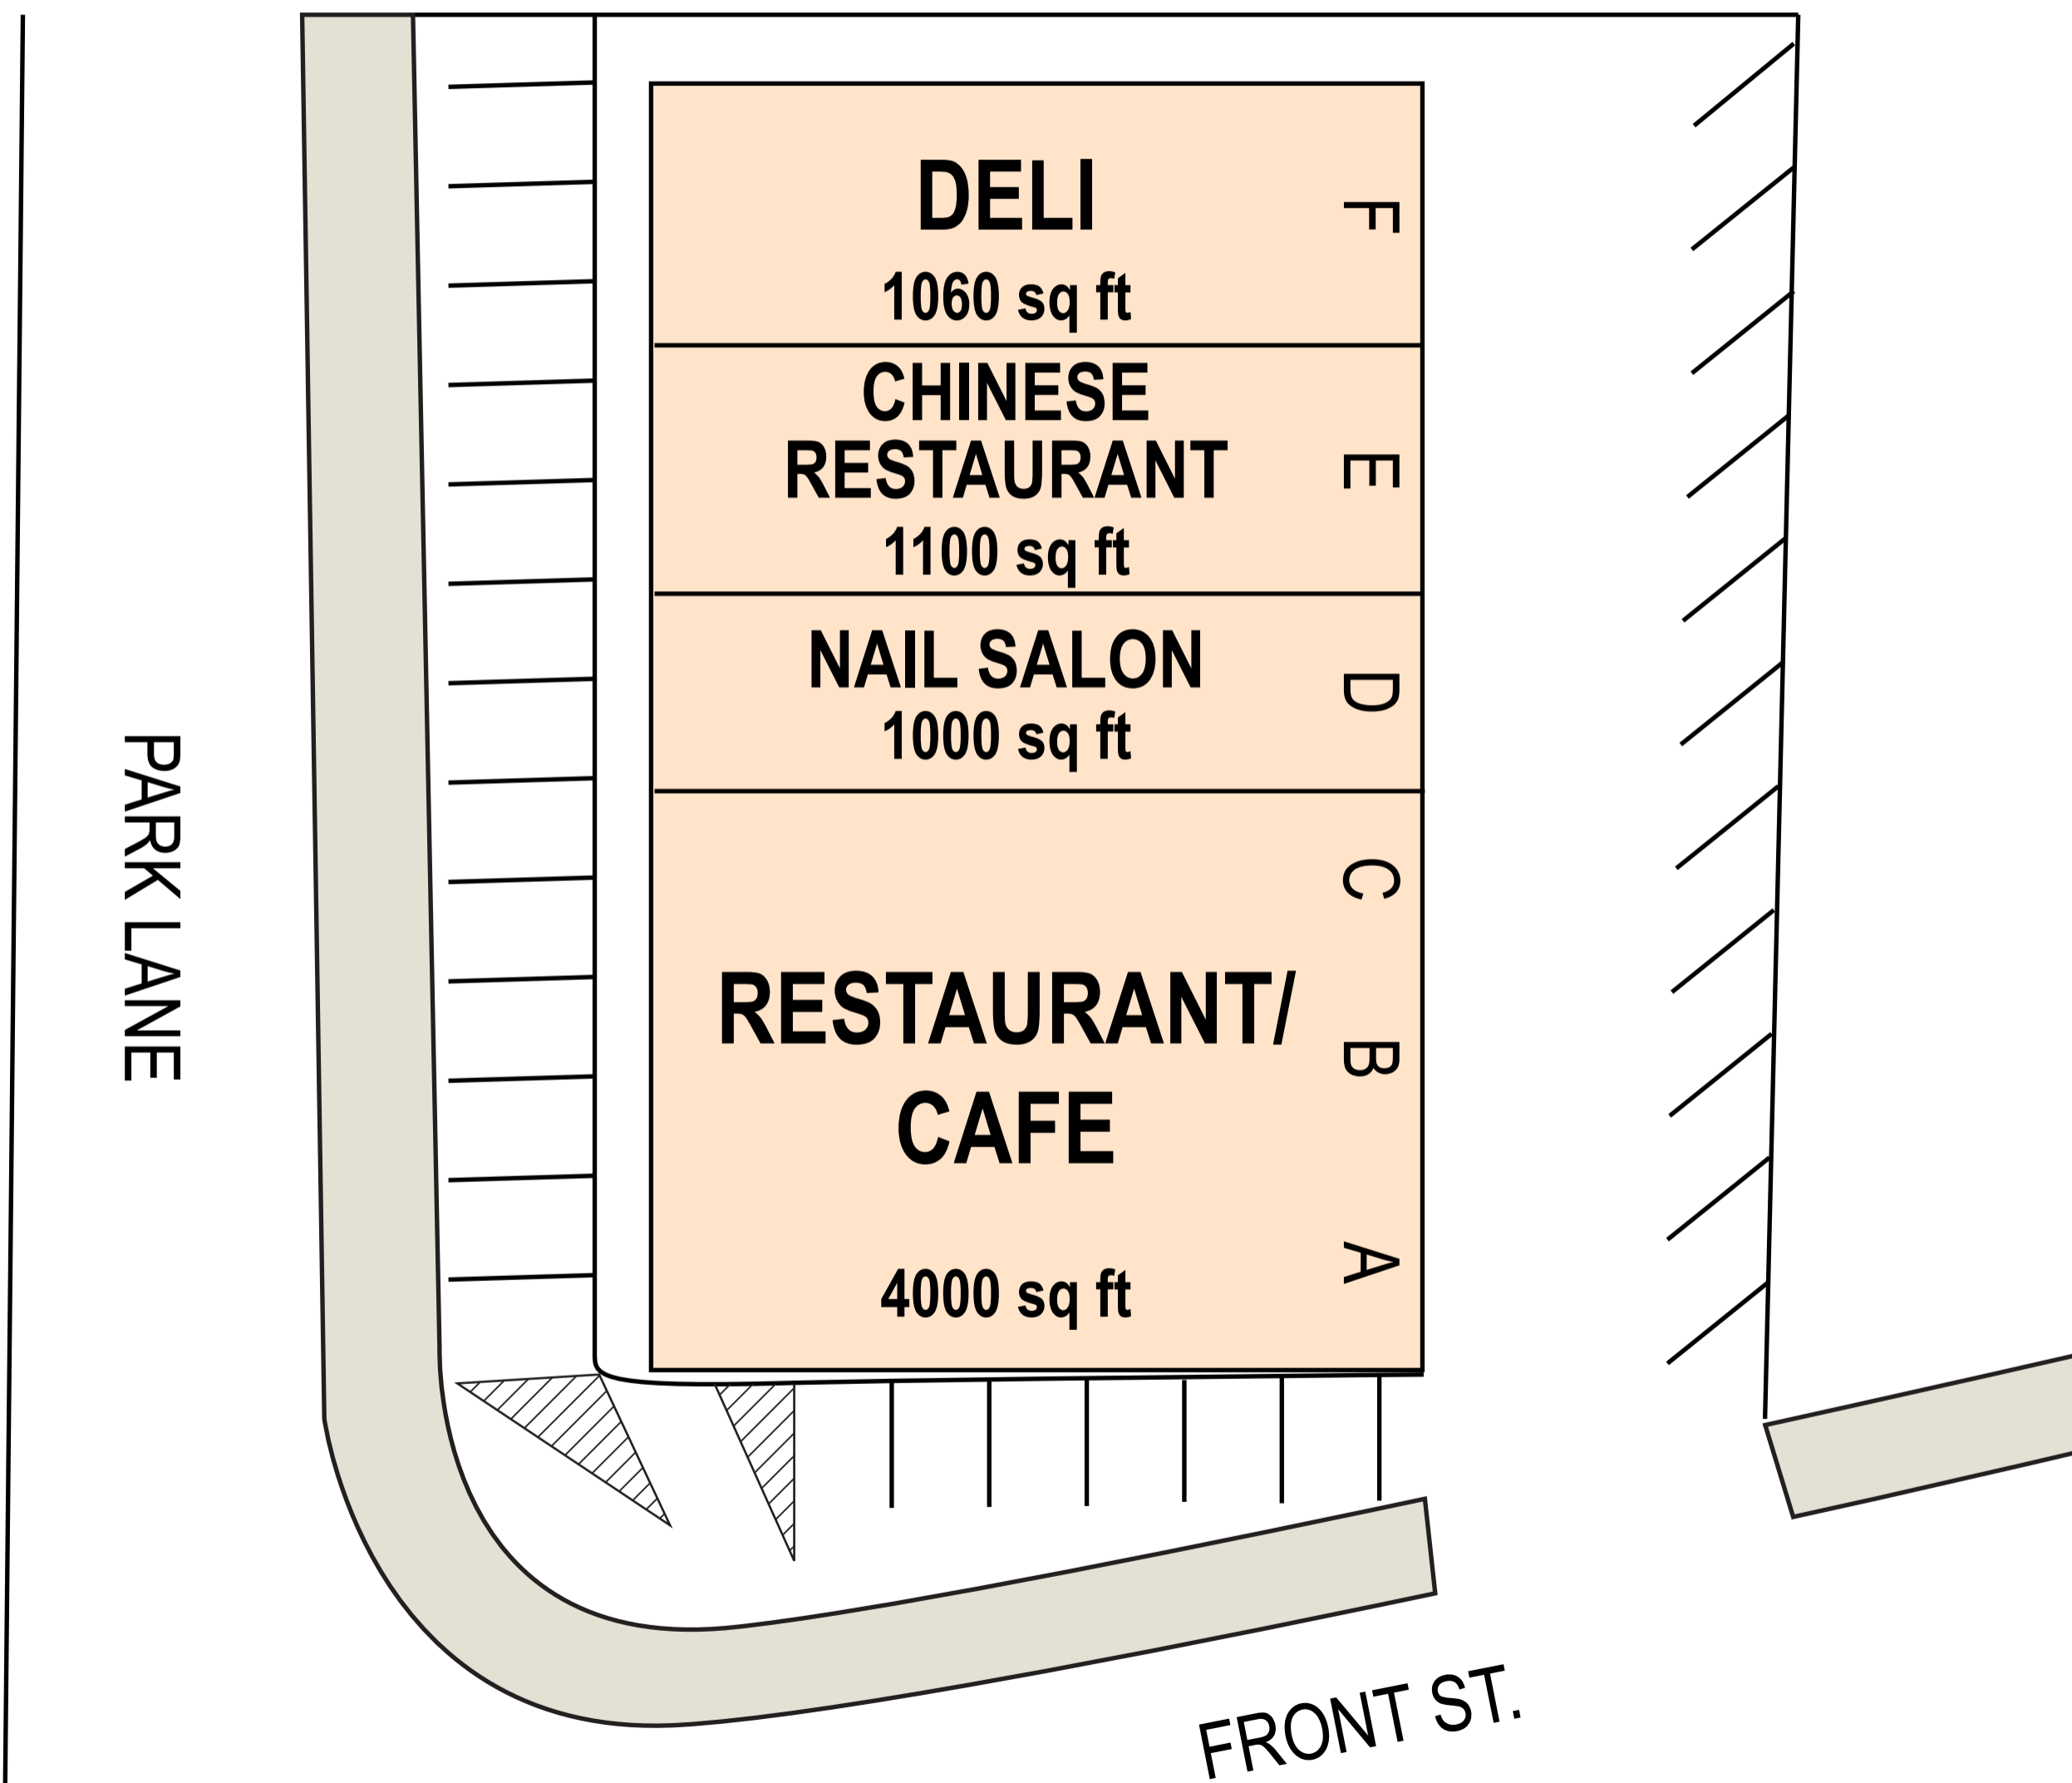 DELI
1060 sq ft
F
CHINESE
RESTAURANT
1100 sq ft
E
NAIL SALON
1000 sq ft
D
C
RESTAURANT/
CAFE
B
4000 sq ft
A
PARK LANE
FRONT ST.